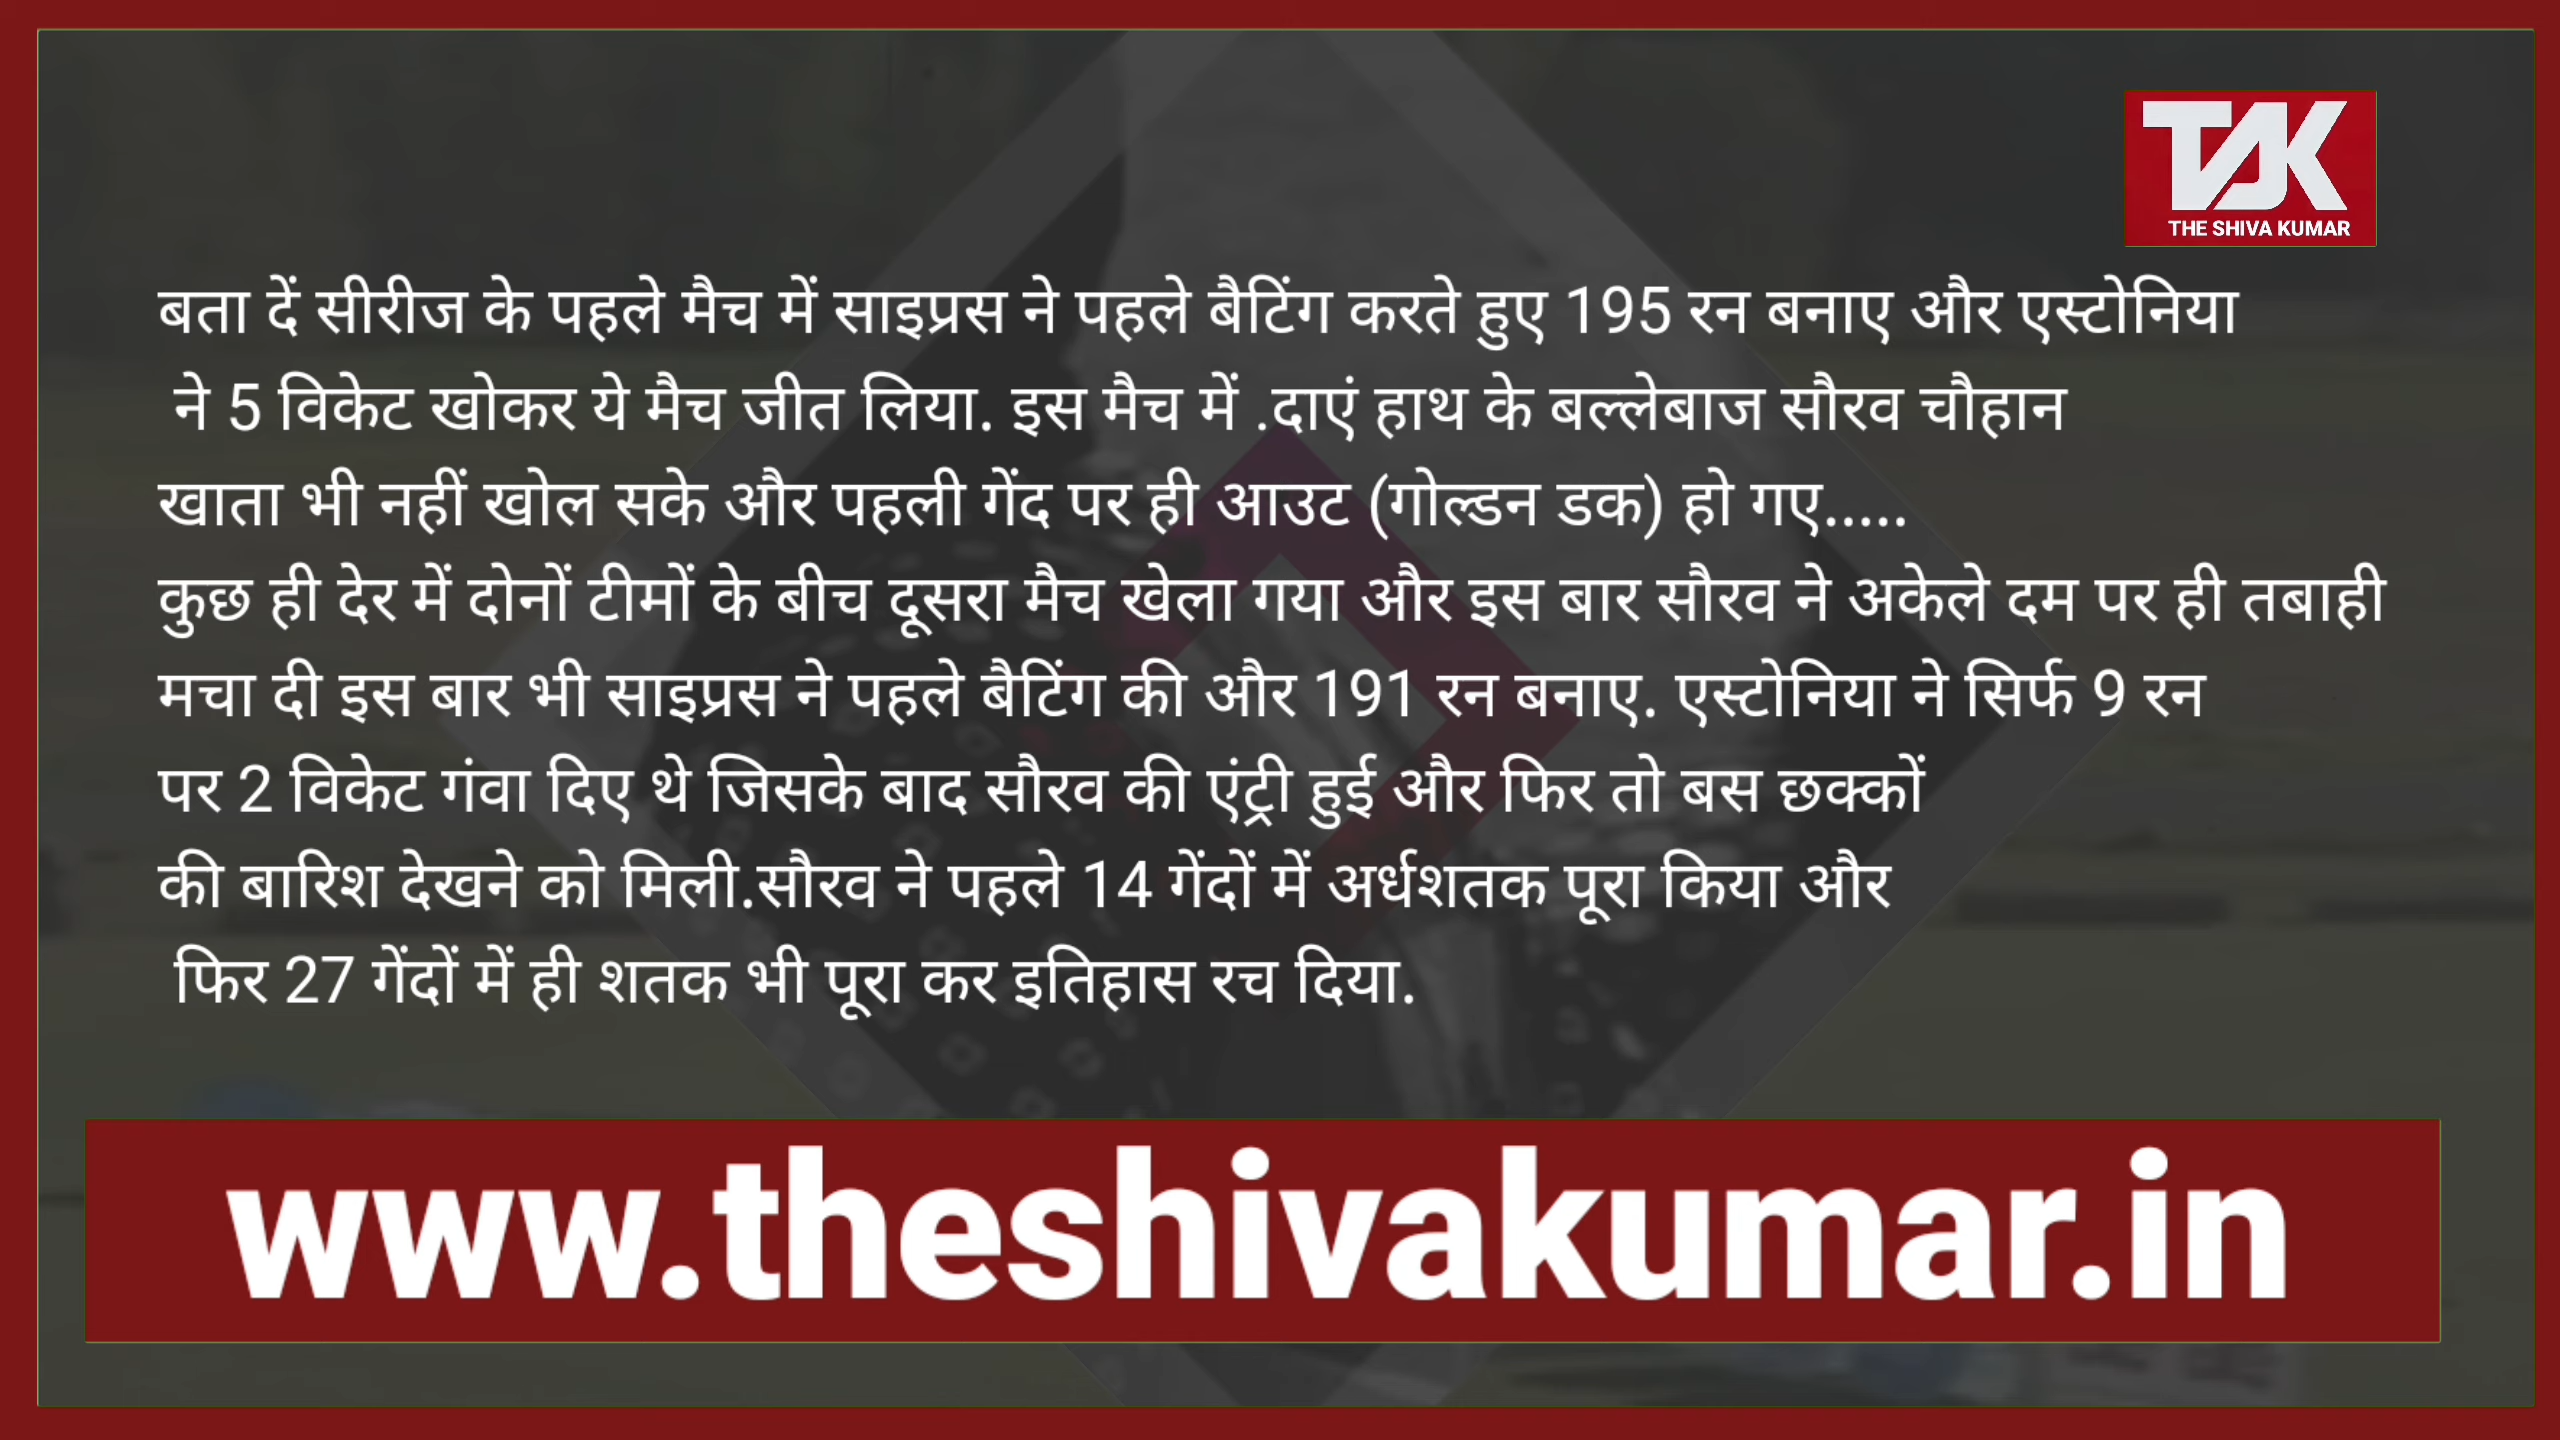 TSK
THE SHIVA KUMAR
बता दें सीरीज के पहले मैच में साइप्रस ने पहले बैटिंग करते हुए 195 रन बनाए और एस्टोनिया
ने 5 विकेट खोकर ये मैच जीत लिया. इस मैच में .दाएं हाथ के बल्लेबाज सौरव चौहान
खाता भी नहीं खोल सके और पहली गेंद पर ही आउट (गोल्डन डक) हो गए.....
कुछ ही देर में दोनों टीमों के बीच दूसरा मैच खेला गया और इस बार सौरव ने अकेले दम पर ही तबाही
मचा दी इस बार भी साइप्रस ने पहले बैटिंग की और 191 रन बनाए. एस्टोनिया ने सिर्फ 9 रन
पर 2 विकेट गंवा दिए थे जिसके बाद सौरव की एंट्री हुई और फिर तो बस छक्कों
की बारिश देखने को मिली.सौरव ने पहले 14 गेंदों में अर्धशतक पूरा किया और
फिर 27 गेंदों में ही शतक भी पूरा कर इतिहास रच दिया.
www.theshivakumar.in